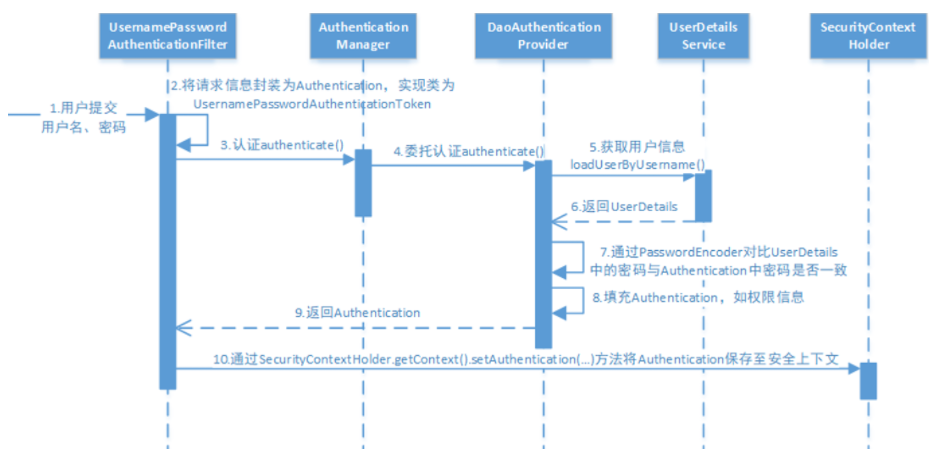 UsernamePassword
AuthenticationFilter
Authentication
Manager
DaoAuthentication
Provider
UserDetails
Service
SecurityContext
Holder
1.用户提交
用户名、密码
2.将请求信息封装为Authentication，实现类为
UsernamePasswordAuthenticationToken
3.认证authenticate()
4.委托认证authenticate()
5.获取用户信息
loadUserByUsername()
6.返回UserDetails
7.通过PasswordEncoder对比UserDetails
中的密码与Authentication中密码是否一致
8.填充Authentication，如权限信息
9.返回Authentication
10.通过SecurityContextHolder.getContext().setAuthentication(...)方法将Authentication保存至安全上下文